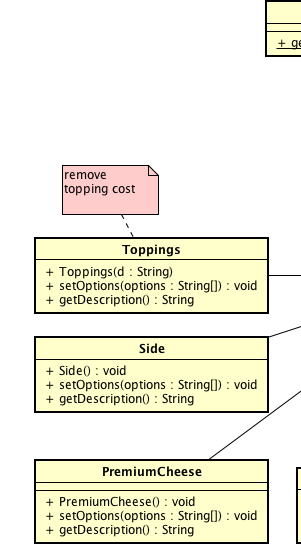 + ge
remove
topping cost
Toppings
+ Toppings(d : String)
+ setOptions(options : String[]) : void
+ getDescription() : String
Side
+ Side() : void
+ setOptions(options : String[]) : void
+ getDescription() : String
PremiumCheese
+ PremiumCheese() : void
+ setOptions(options : String[]) : void
+ getDescription() : String